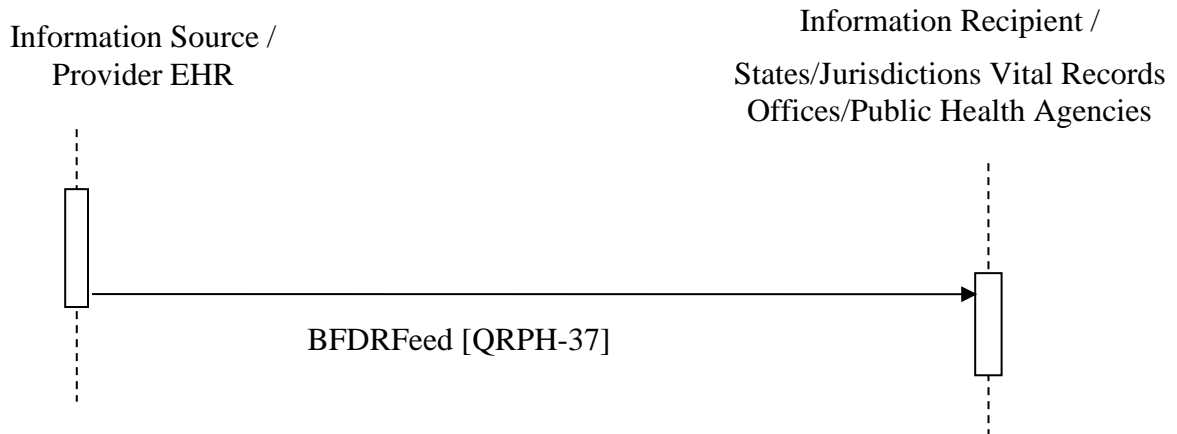 Information Source /
Provider EHR
Information Recipient /
States/Jurisdictions Vital Records
Offices/Public Health Agencies
BFDRFeed [QRPH-37]